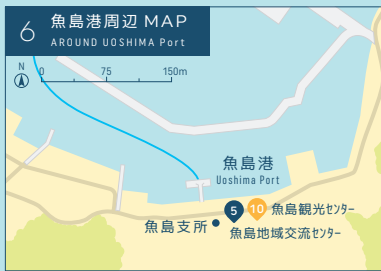 6
魚島港周辺 MAP
AROUND UOSHIMA Port
N
0 75 150m
魚島港
Uoshima Port
5 10 魚島観光センター
魚島支所
魚島地域交流センター